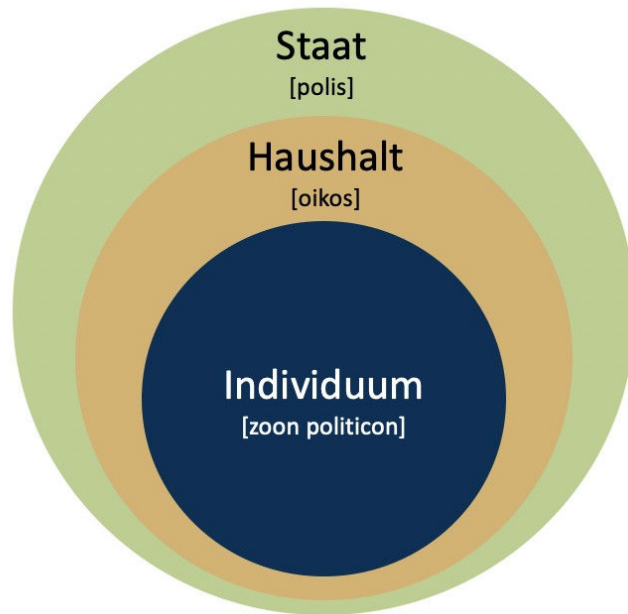 Staat
[polis]
Haushalt
[oikos]
Individuum
[zoon politicon]